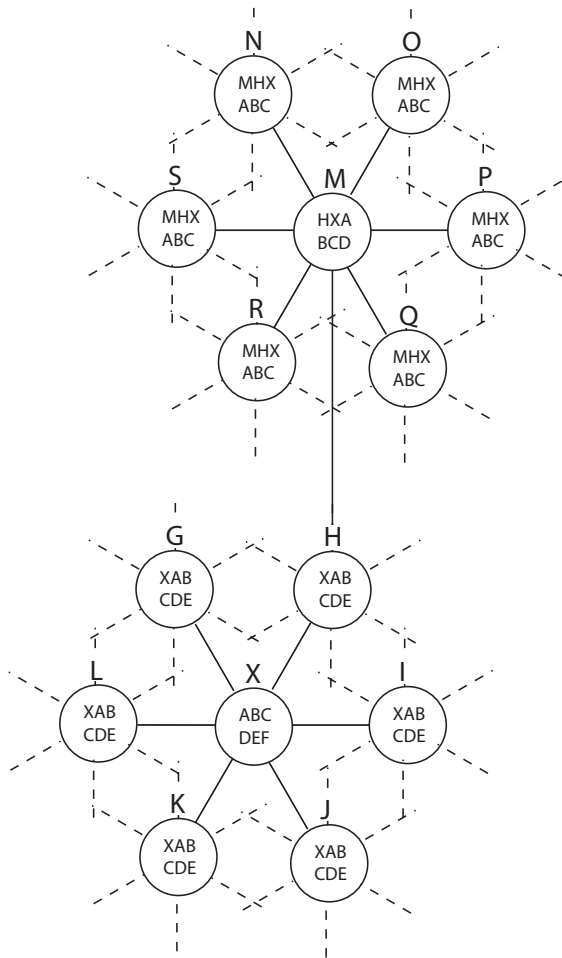 N
O
MHX
ABC
MHX
ABC
S
M
P
MHX
ABC
HXA
BCD
MHX
ABC
R
Q
MHX
ABC
MHX
ABC
G
H
XAB
CDE
XAB
CDE
L
X
I
XAB
CDE
ABC
DEF
XAB
CDE
K
J
XAB
CDE
XAB
CDE